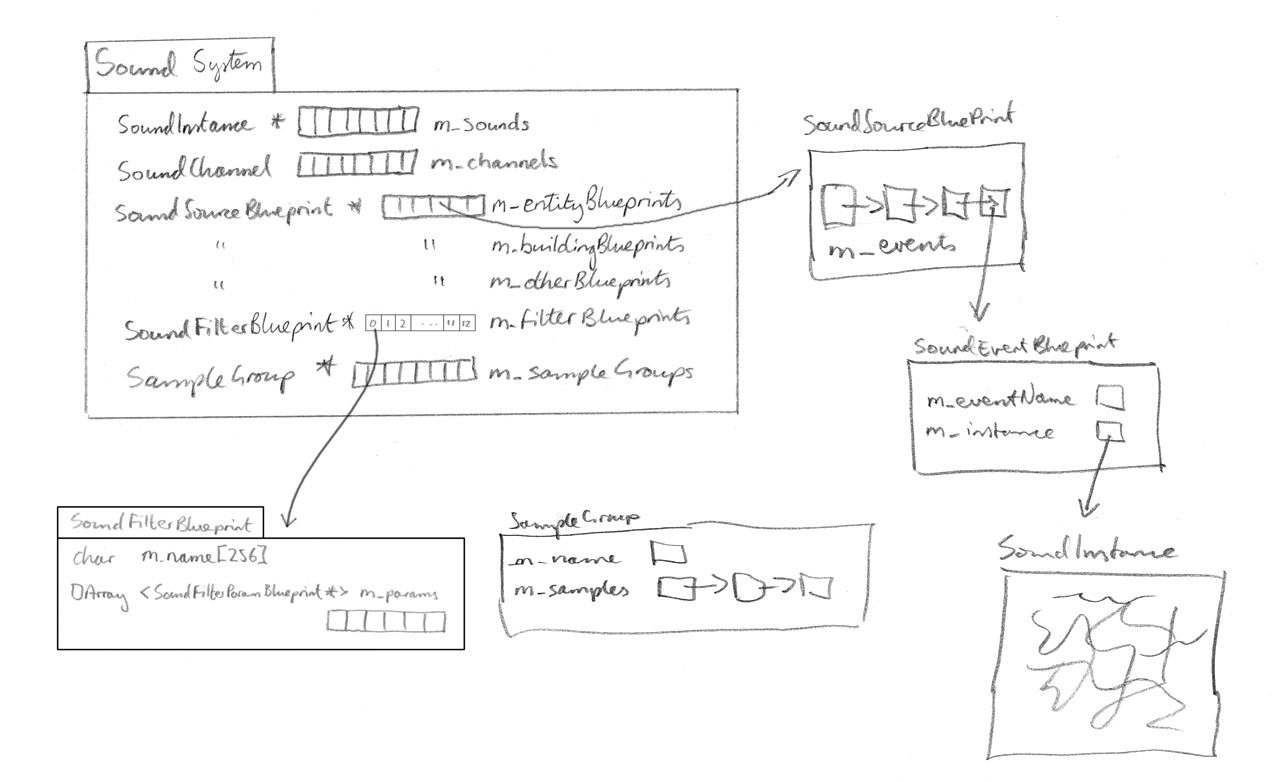 Sound System
SoundInstance * m_sounds
SoundChannel m_channels
SoundSourceBlueprint * m_entityBlueprints
" " m_buildingBlueprints
" " m_otherBlueprints
SoundFilterBlueprint * 0 1 2 ... 11 12 m_filterBlueprints
SampleGroup * m_sampleGroups
SoundSourceBluePrint
m_events
SoundEventBlueprint
m_eventName
m_instance
SoundFilterBlueprint
char m_name[256]
DArray <SoundFilterParamBlueprint*> m_params
SampleGroup
m_name
m_samples
SoundInstance